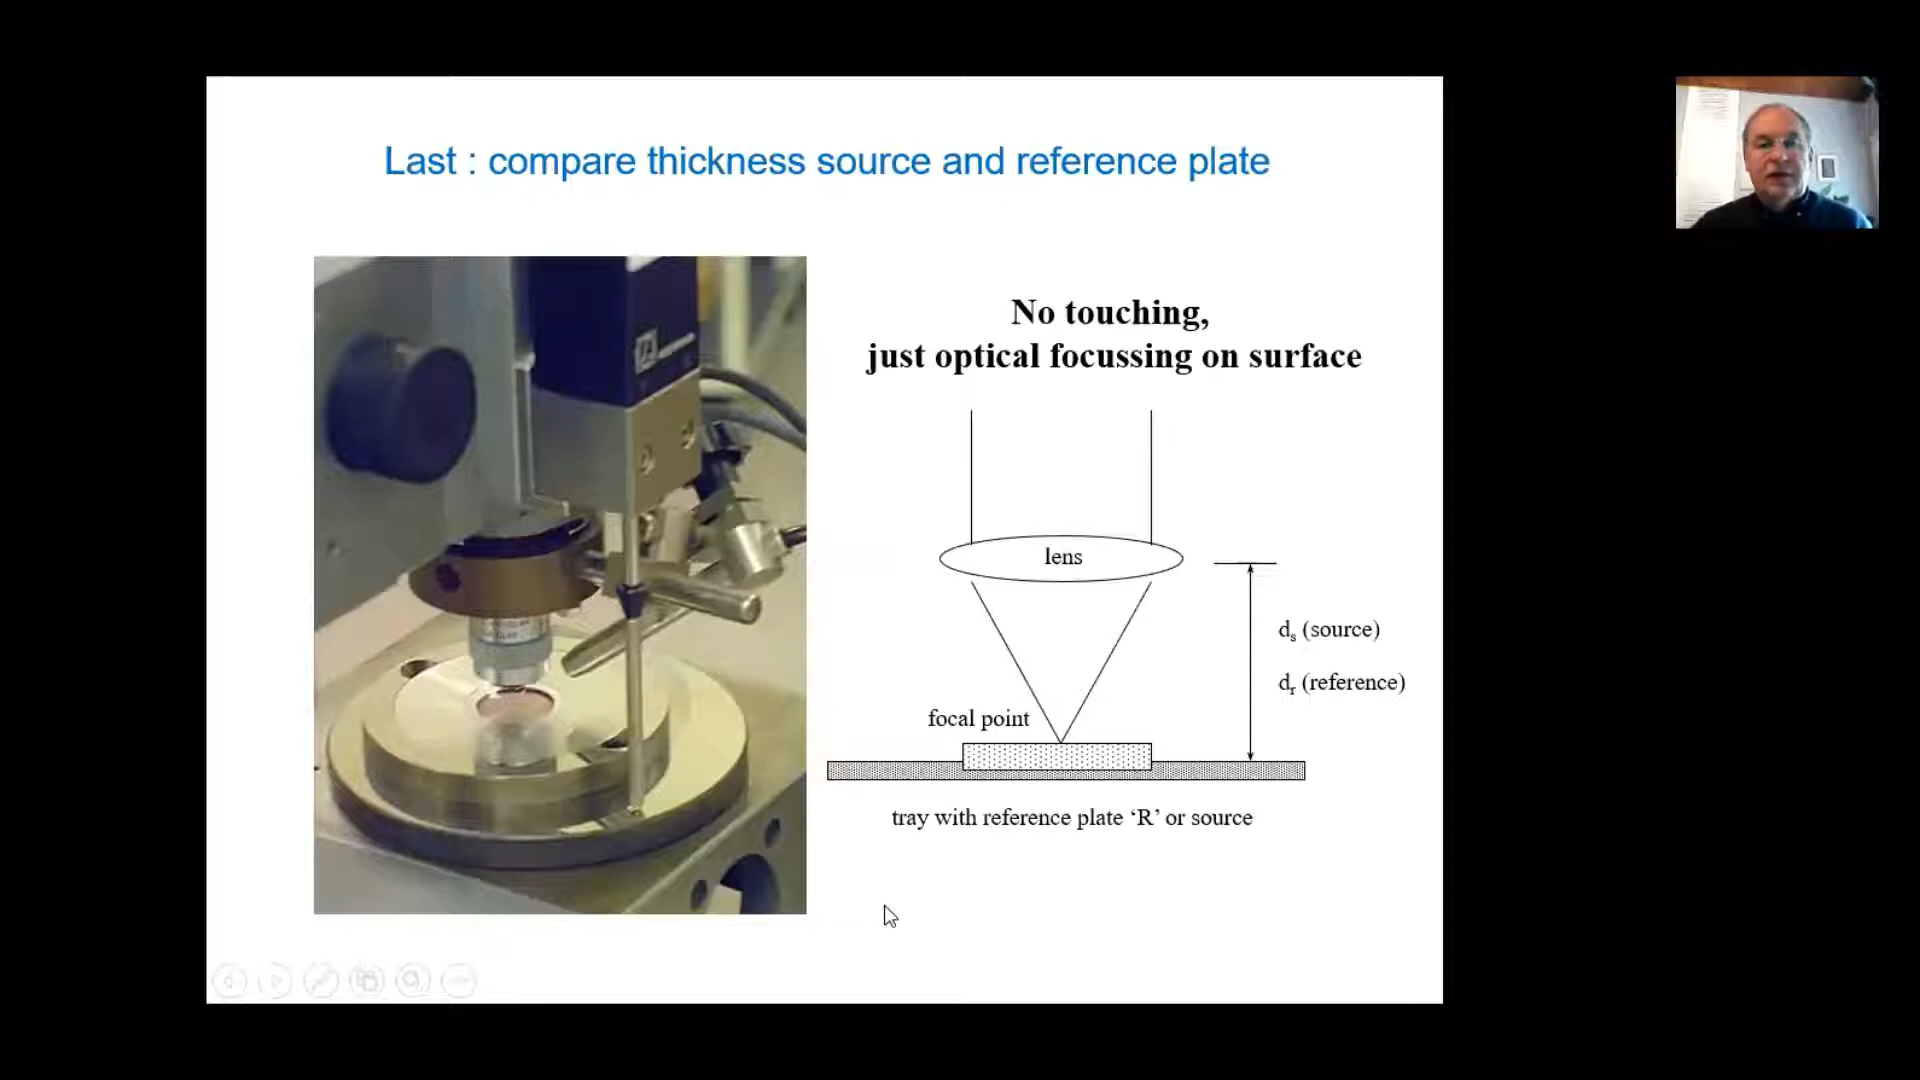 Last : compare thickness source and reference plate
No touching,
just optical focussing on surface
lens
dₛ (source)
dᵣ (reference)
focal point
tray with reference plate ‘R’ or source